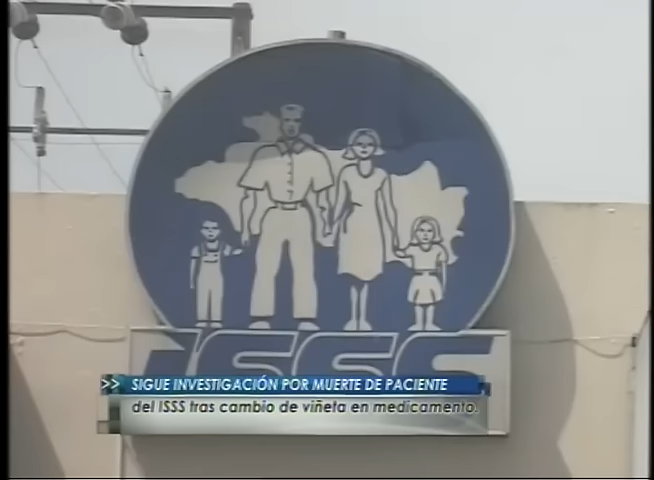 ISSS
>> SIGUE INVESTIGACIÓN POR MUERTE DE PACIENTE
del ISSS tras cambio de viñeta en medicamento.